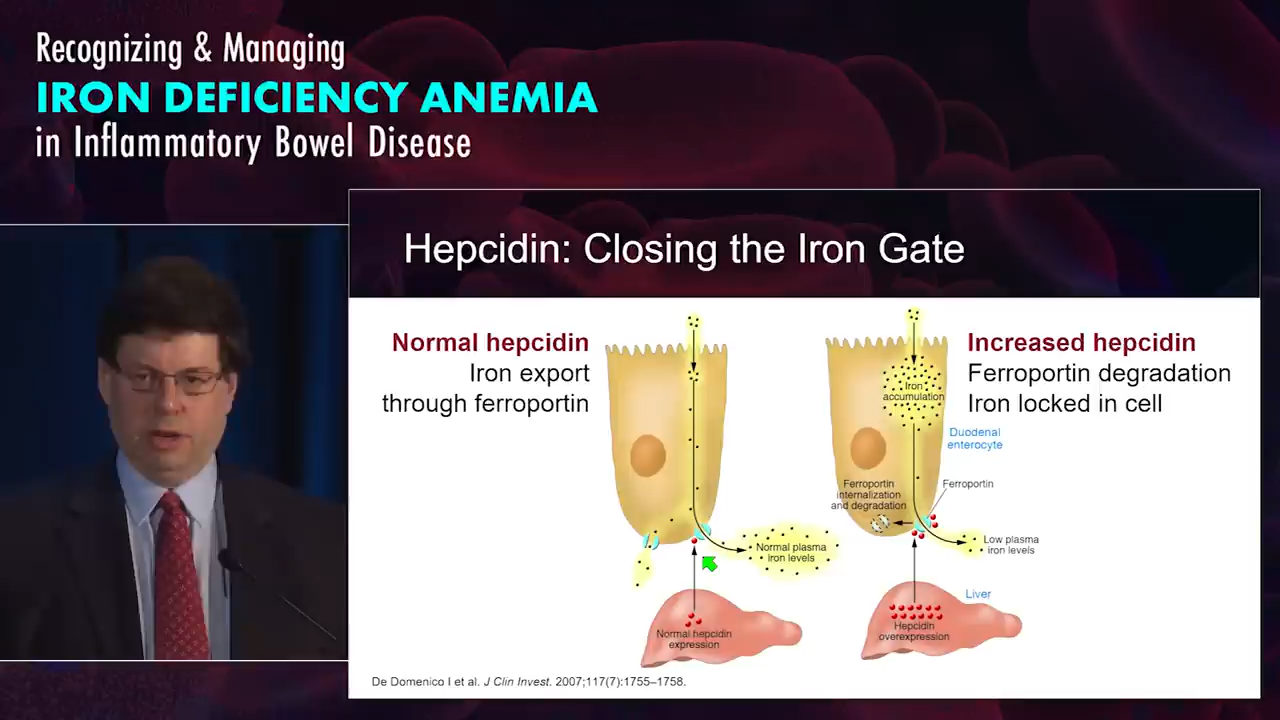 Recognizing & Managing
IRON DEFICIENCY ANEMIA
in Inflammatory Bowel Disease
Hepcidin: Closing the Iron Gate
Normal hepcidin
Iron export
through ferroportin
Increased hepcidin
Ferroportin degradation
Iron locked in cell
Iron
accumulation
Duodenal
enterocyte
Ferroportin
internalization
and degradation
Ferroportin
Normal plasma
iron levels
Low plasma
iron levels
Liver
Normal hepcidin
expression
Hepcidin
overexpression
De Domenico I et al. J Clin Invest. 2007;117(7):1755–1758.